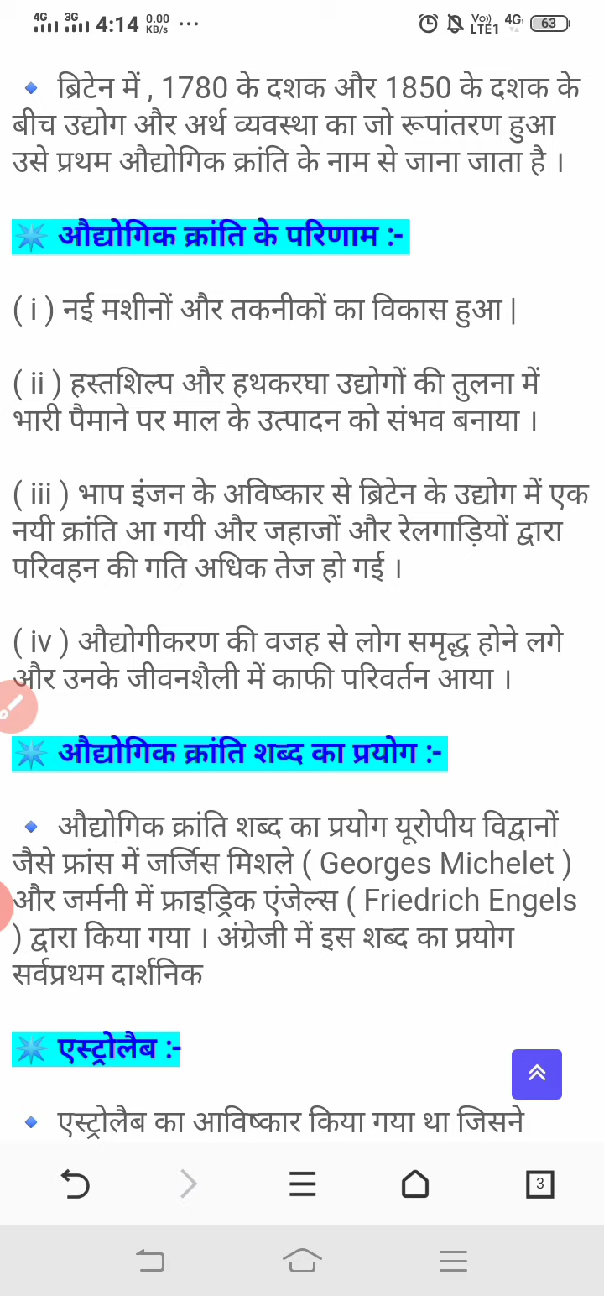 4G 3G 4:14 0.00 KB/s ... Vo)) LTE1 4G 63
ब्रिटेन में , 1780 के दशक और 1850 के दशक के
बीच उद्योग और अर्थ व्यवस्था का जो रूपांतरण हुआ
उसे प्रथम औद्योगिक क्रांति के नाम से जाना जाता है ।
औद्योगिक क्रांति के परिणाम :-
( i ) नई मशीनों और तकनीकों का विकास हुआ |
( ii ) हस्तशिल्प और हथकरघा उद्योगों की तुलना में
भारी पैमाने पर माल के उत्पादन को संभव बनाया ।
( iii ) भाप इंजन के अविष्कार से ब्रिटेन के उद्योग में एक
नयी क्रांति आ गयी और जहाजों और रेलगाड़ियों द्वारा
परिवहन की गति अधिक तेज हो गई ।
( iv ) औद्योगीकरण की वजह से लोग समृद्ध होने लगे
और उनके जीवनशैली में काफी परिवर्तन आया ।
औद्योगिक क्रांति शब्द का प्रयोग :-
औद्योगिक क्रांति शब्द का प्रयोग यूरोपीय विद्वानों
जैसे फ्रांस में जर्जिस मिशले ( Georges Michelet )
और जर्मनी में फ्राइड्रिक एंजेल्स ( Friedrich Engels
) द्वारा किया गया । अंग्रेजी में इस शब्द का प्रयोग
सर्वप्रथम दार्शनिक
एस्ट्रोलैब :-
एस्ट्रोलैब का आविष्कार किया गया था जिसने
3